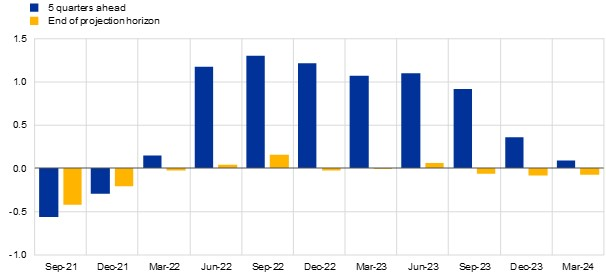 5 quarters ahead
End of projection horizon
1.5
1.0
0.5
0.0
-0.5
-1.0
Sep-21 Dec-21 Mar-22 Jun-22 Sep-22 Dec-22 Mar-23 Jun-23 Sep-23 Dec-23 Mar-24